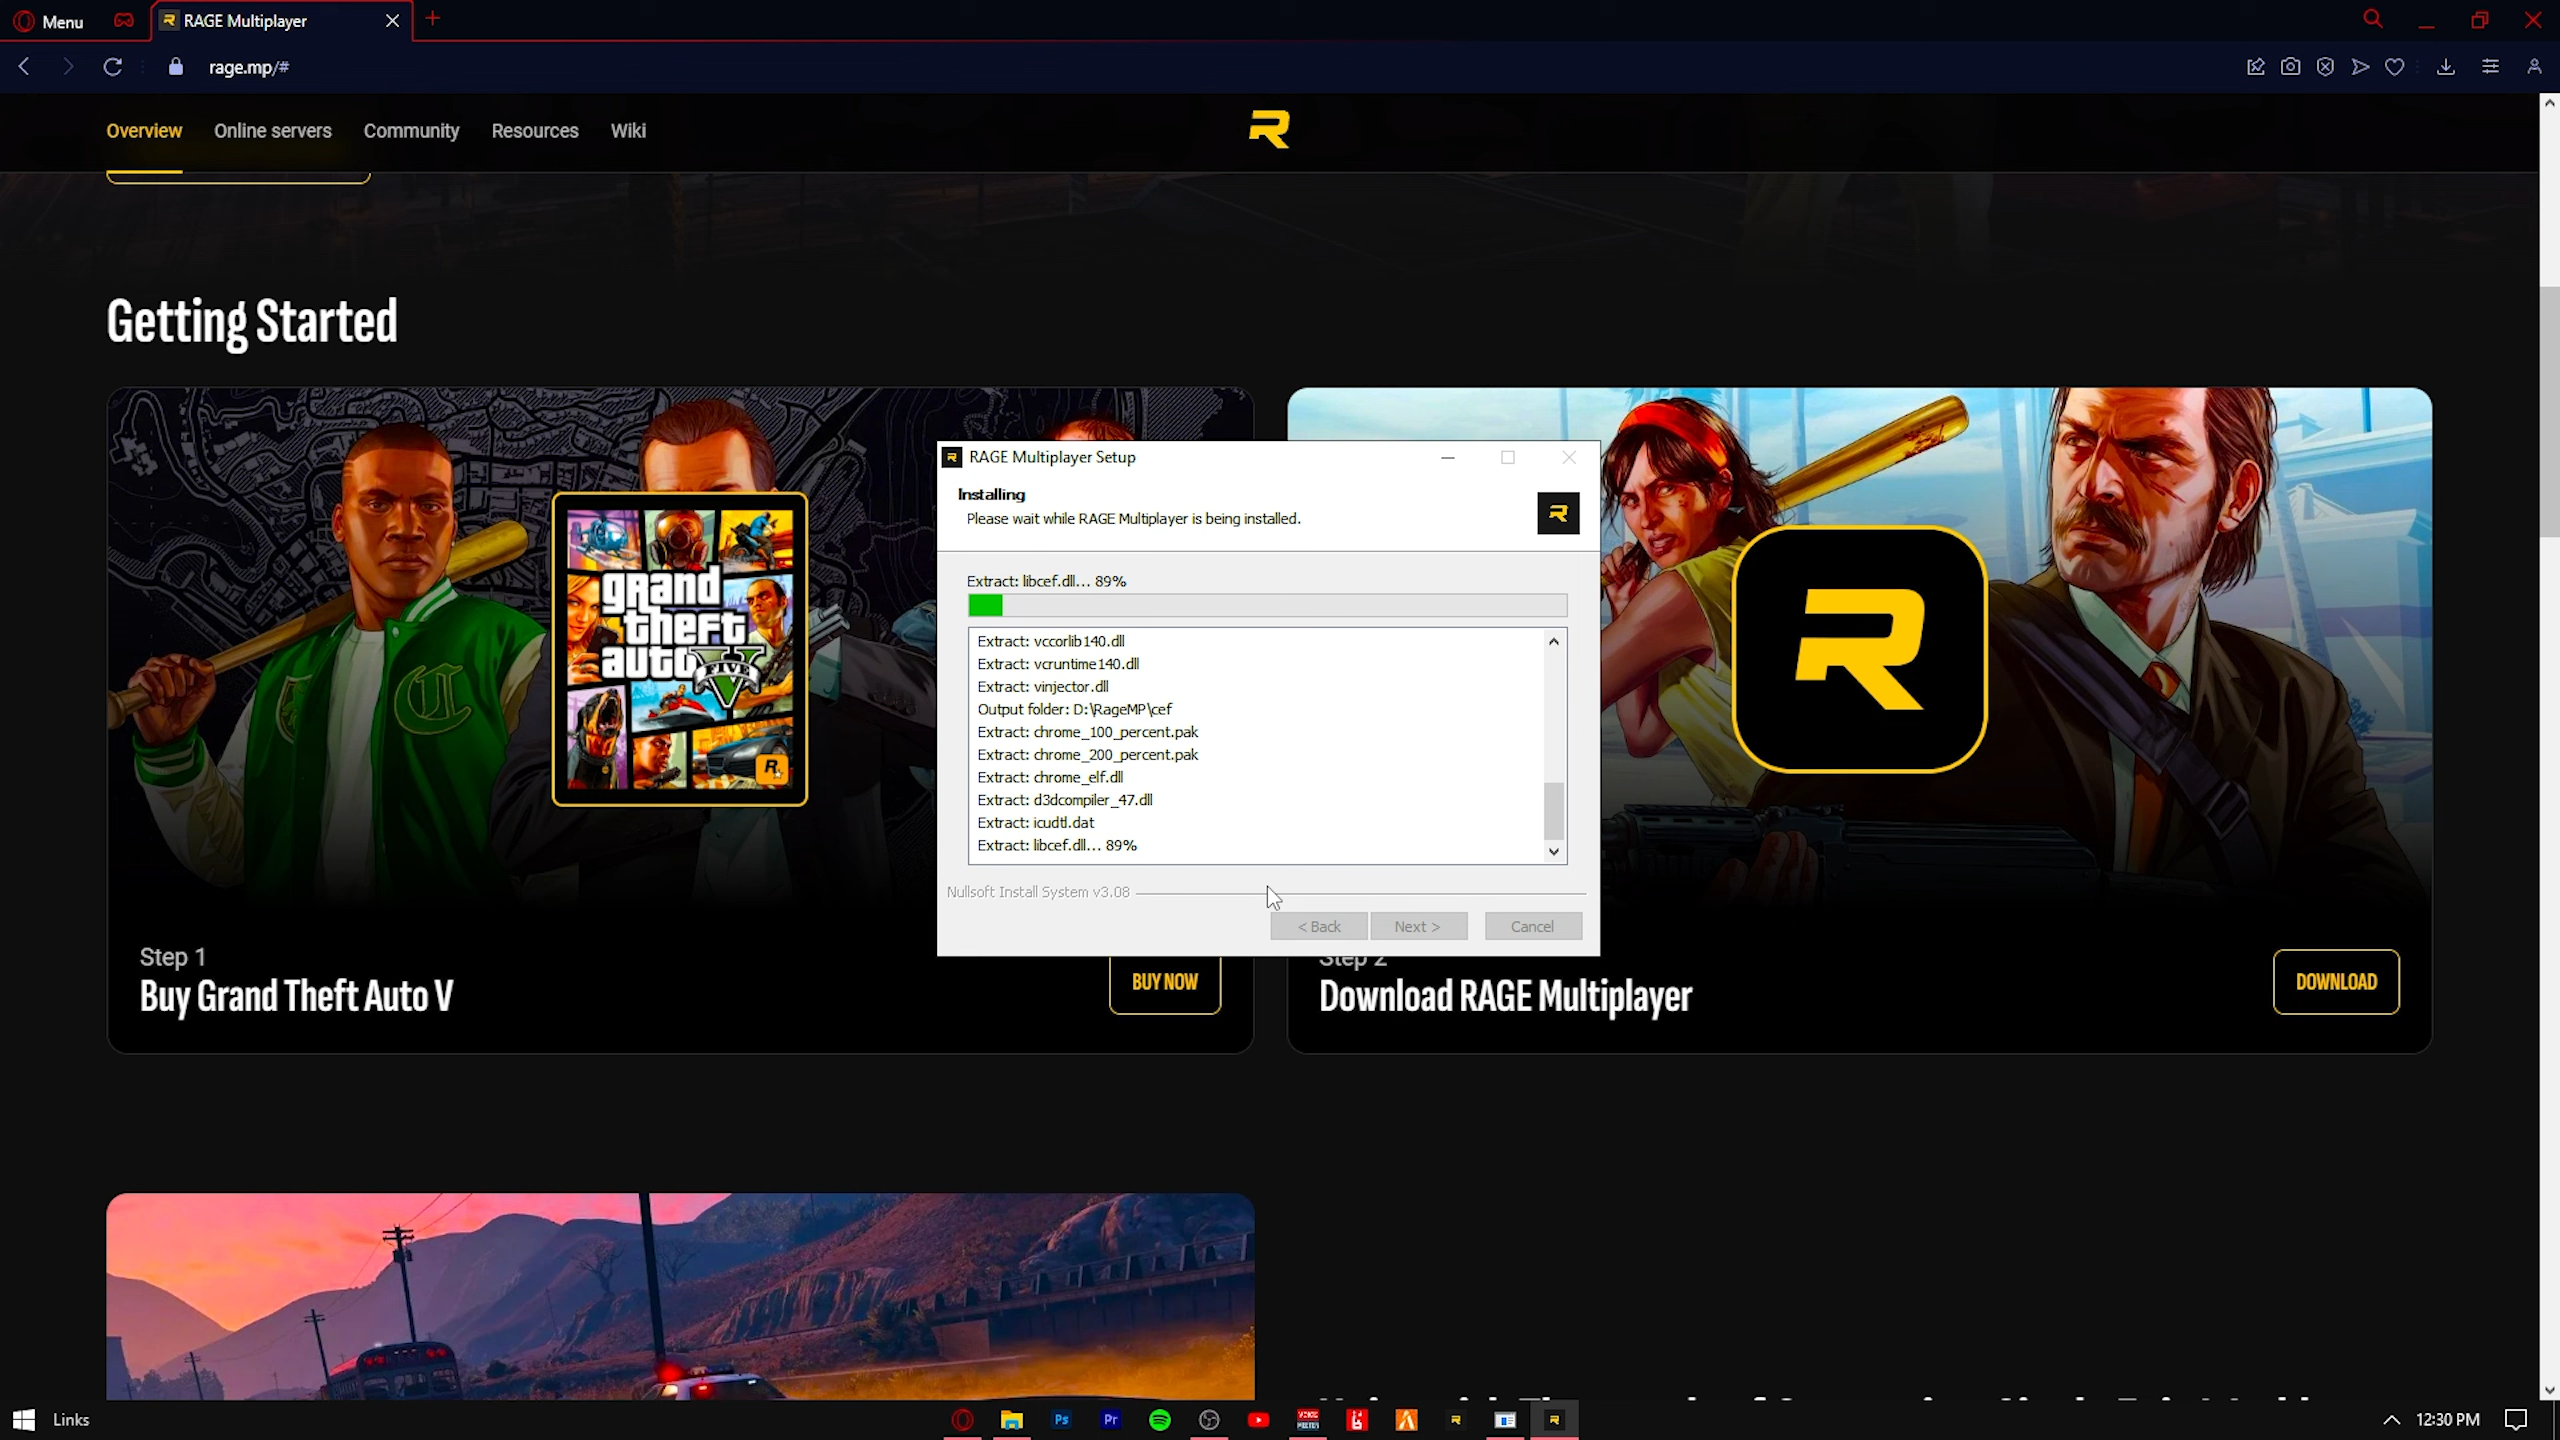 Menu
RAGE Multiplayer
rage.mp/#
Overview
Online servers
Community
Resources
Wiki
Getting Started
grand
theft
auto
FIVE
RAGE Multiplayer Setup
Installing
Please wait while RAGE Multiplayer is being installed.
Extract: libcef.dll... 89%
Extract: vccorlib140.dll
Extract: vcruntime140.dll
Extract: vinjector.dll
Output folder: D:\RageMP\cef
Extract: chrome_100_percent.pak
Extract: chrome_200_percent.pak
Extract: chrome_elf.dll
Extract: d3dcompiler_47.dll
Extract: icudtl.dat
Extract: libcef.dll... 89%
Nullsoft Install System v3.08
< Back
Next >
Cancel
Step 1
Buy Grand Theft Auto V
BUY NOW
Step 2
Download RAGE Multiplayer
DOWNLOAD
Links
Ps
Pr
12:30 PM